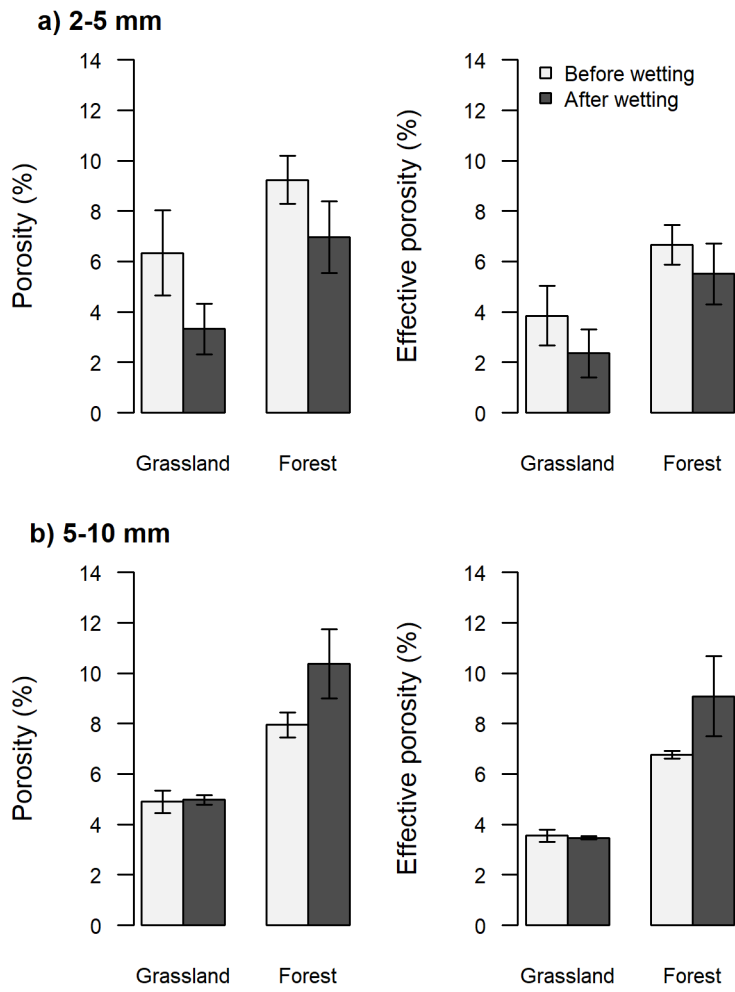 a) 2-5 mm
Porosity (%)
14
12
10
8
6
4
2
0
Grassland Forest
Effective porosity (%)
14
12
10
8
6
4
2
0
Before wetting
After wetting
Grassland Forest
b) 5-10 mm
Porosity (%)
14
12
10
8
6
4
2
0
Grassland Forest
Effective porosity (%)
14
12
10
8
6
4
2
0
Grassland Forest